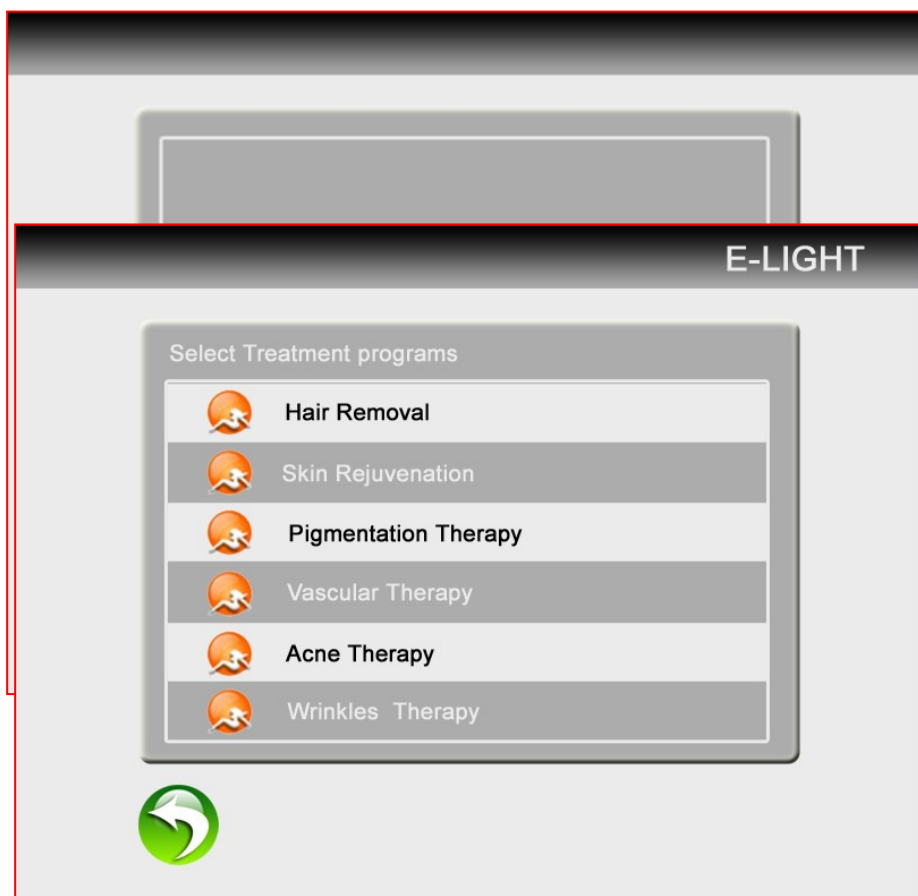 E-LIGHT
Select Treatment programs
Hair Removal
Skin Rejuvenation
Pigmentation Therapy
Vascular Therapy
Acne Therapy
Wrinkles Therapy